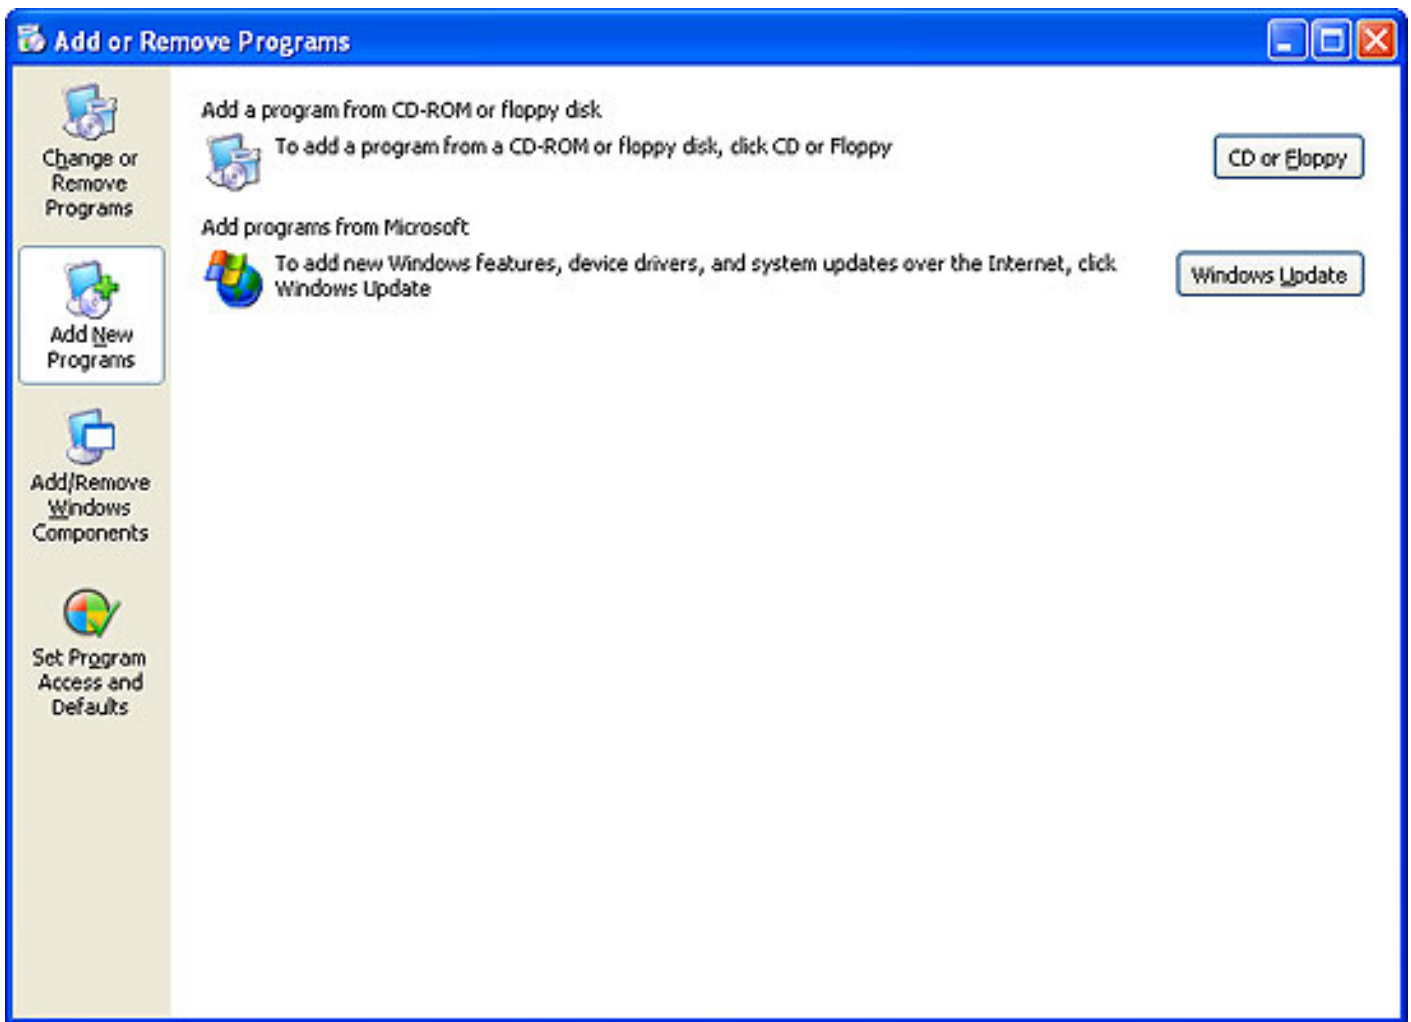 Add or Remove Programs
Change or
Remove
Programs
Add New
Programs
Add/Remove
Windows
Components
Set Program
Access and
Defaults
Add a program from CD-ROM or floppy disk
To add a program from a CD-ROM or floppy disk, click CD or Floppy
CD or Floppy
Add programs from Microsoft
To add new Windows features, device drivers, and system updates over the Internet, click
Windows Update
Windows Update